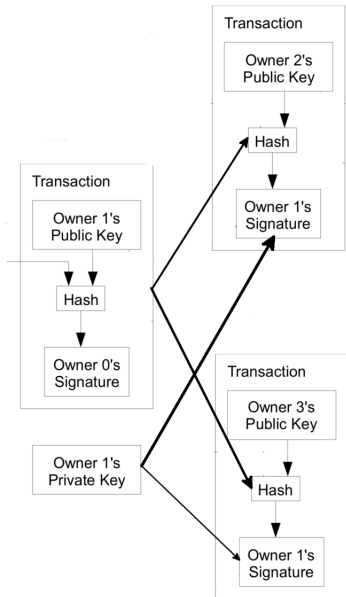 Transaction
Owner 2's
Public Key
Hash
Owner 1's
Signature
Transaction
Owner 1's
Public Key
Hash
Owner 0's
Signature
Owner 1's
Private Key
Transaction
Owner 3's
Public Key
Hash
Owner 1's
Signature